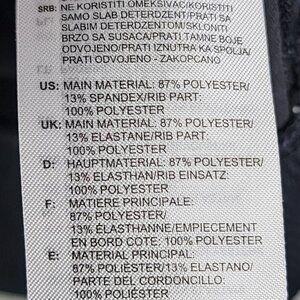 SRB: NE KORISTITI OMEKŠIVAČ/KORISTITI
SAMO SLAB DETERDŽENT/PRATI SA
SLABIM DETERDŽENTOM/SKLONITI
BRZO SA SUŠAČA/PRATI TAMNE BOJE
ODVOJENO/PRATI IZNUTRA KA SPOLJA/
PRATI ODVOJENO - ZAKOPČANO
US: MAIN MATERIAL: 87% POLYESTER/
13% SPANDEX/RIB PART:
100% POLYESTER
UK: MAIN MATERIAL: 87% POLYESTER/
13% ELASTANE/RIB PART:
100% POLYESTER
D: HAUPTMATERIAL: 87% POLYESTER/
13% ELASTHAN/RIB EINSATZ:
100% POLYESTER
F: MATIERE PRINCIPALE:
87% POLYESTER/
13% ÉLASTHANNE/EMPIECEMENT
EN BORD COTE: 100% POLYESTER
E: MATERIAL PRINCIPAL:
87% POLIÉSTER/13% ELASTANO/
PARTE DEL CORDONCILLO:
100% POLIÉSTER